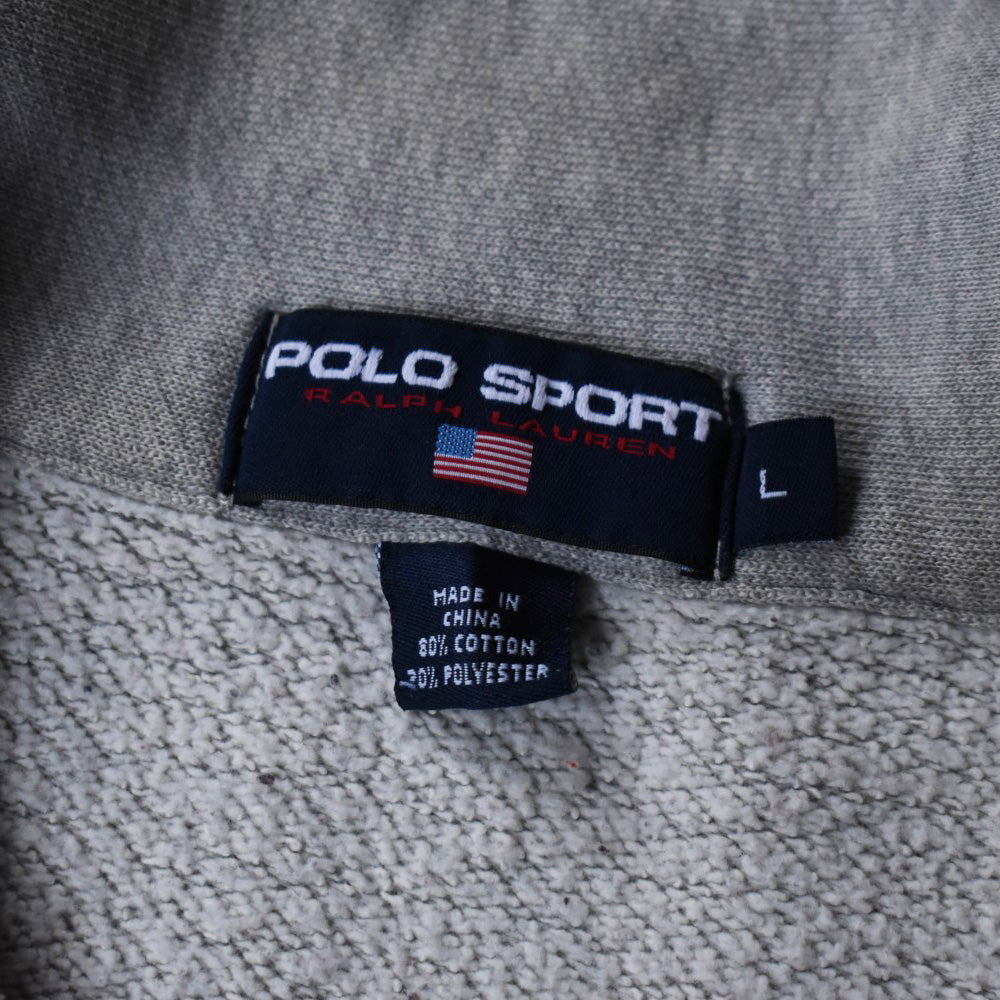 POLO SPORT
RALPH LAUREN
L
MADE IN
CHINA
80% COTTON
20% POLYESTER